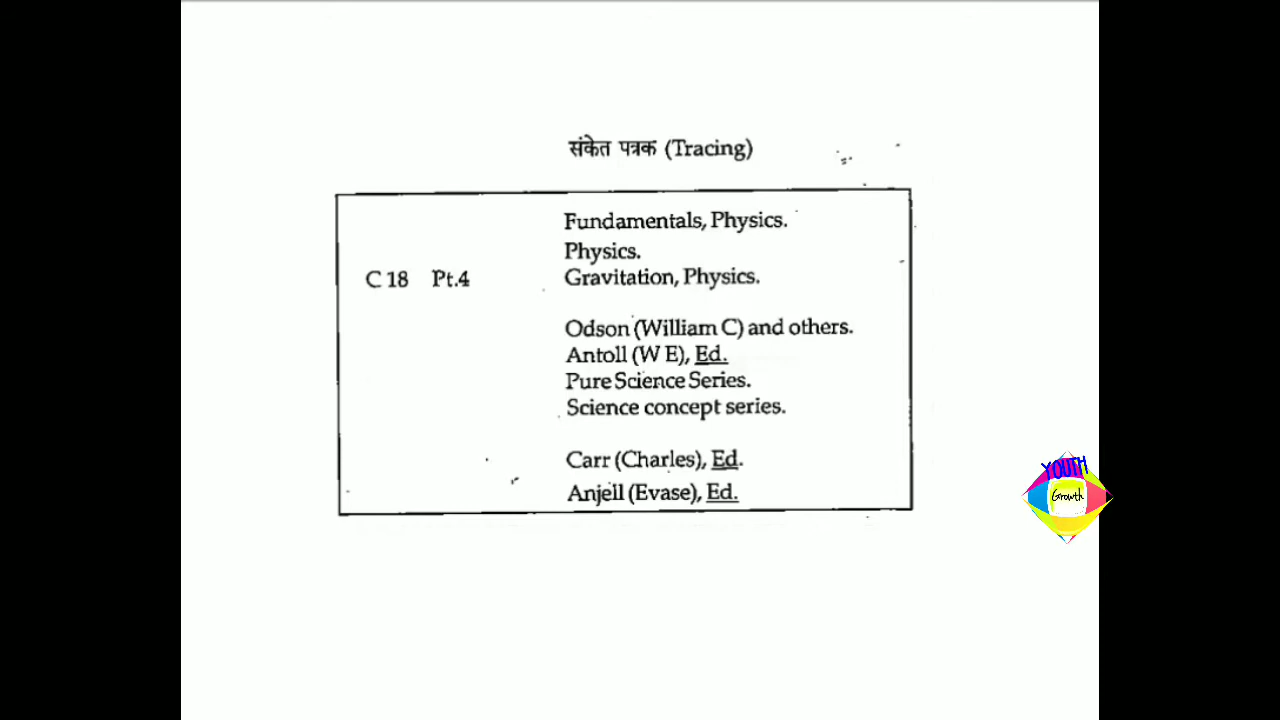 संकेत पत्रक (Tracing)
Fundamentals, Physics.
Physics.
C 18 Pt.4 Gravitation, Physics.
Odson (William C) and others.
Antoll (W E), Ed.
Pure Science Series.
Science concept series.
Carr (Charles), Ed.
Anjell (Evase), Ed.
YOUTH
Growth